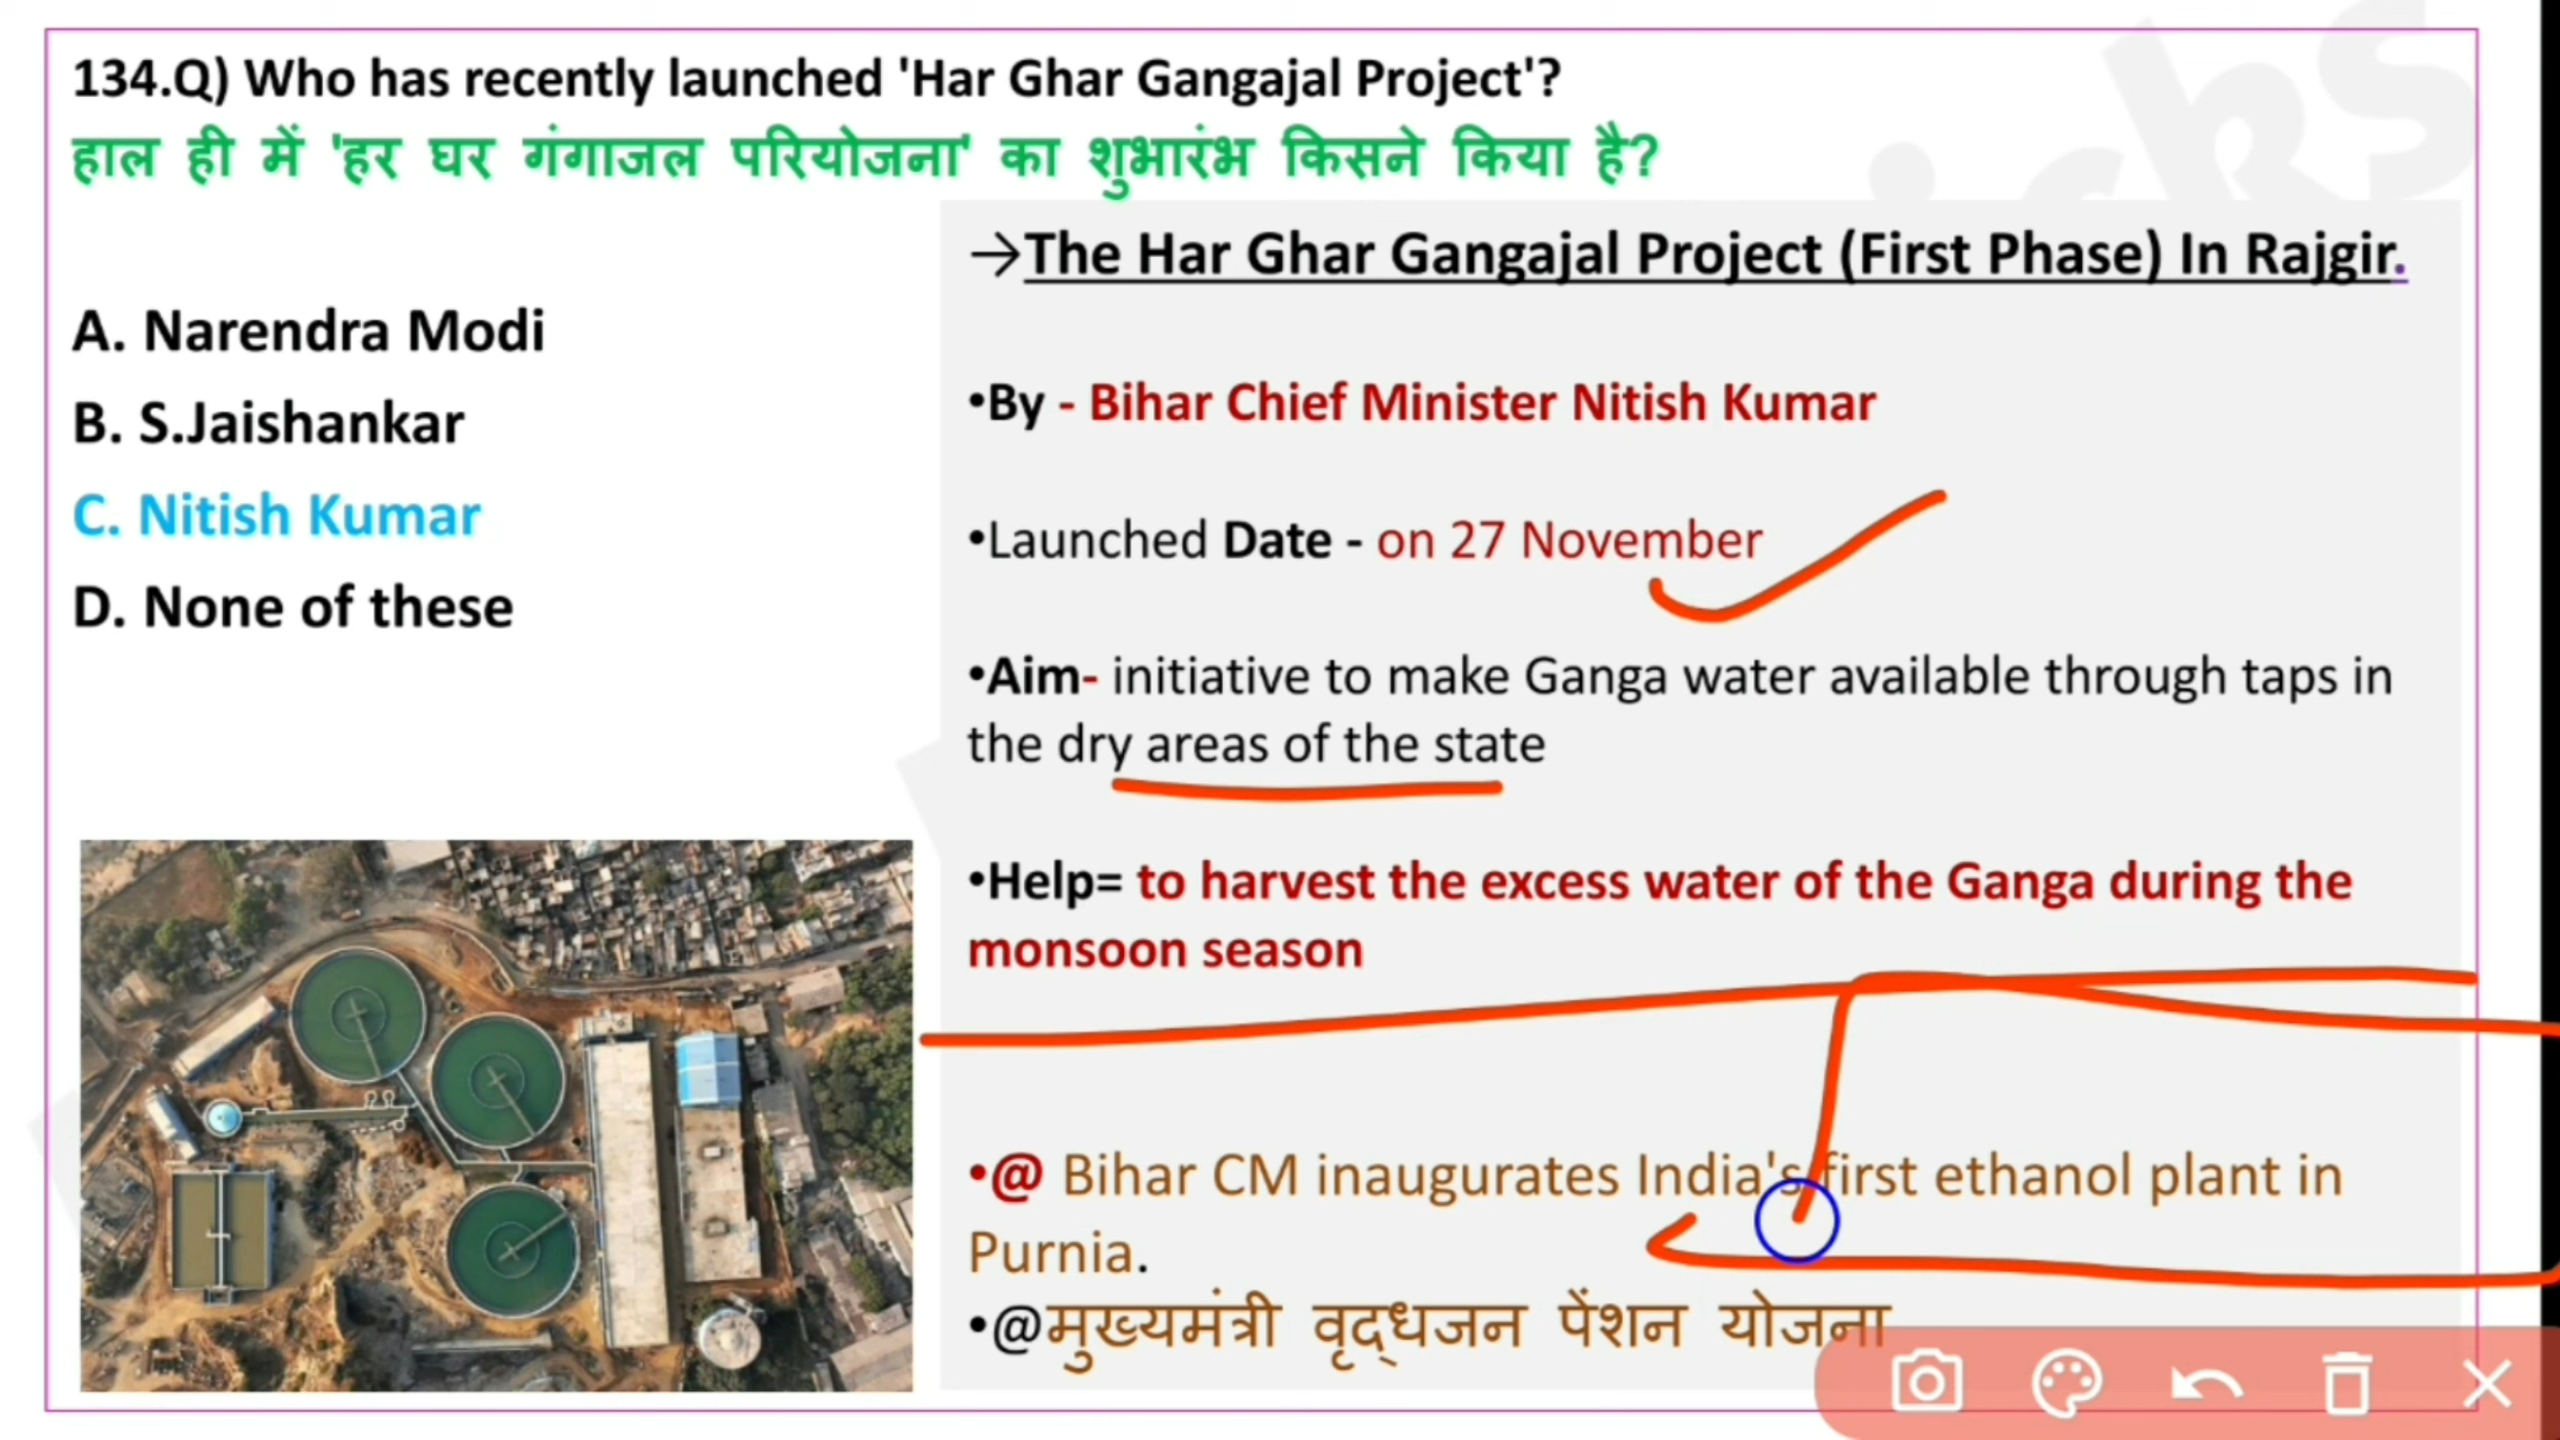 134.Q) Who has recently launched 'Har Ghar Gangajal Project'?
हाल ही में 'हर घर गंगाजल परियोजना' का शुभारंभ किसने किया है?
A. Narendra Modi
B. S.Jaishankar
C. Nitish Kumar
D. None of these
→The Har Ghar Gangajal Project (First Phase) In Rajgir.
•By - Bihar Chief Minister Nitish Kumar
•Launched Date - on 27 November
•Aim- initiative to make Ganga water available through taps in
the dry areas of the state
•Help= to harvest the excess water of the Ganga during the
monsoon season
•@ Bihar CM inaugurates India's first ethanol plant in
Purnia.
•@मुख्यमंत्री वृद्धजन पेंशन योजना